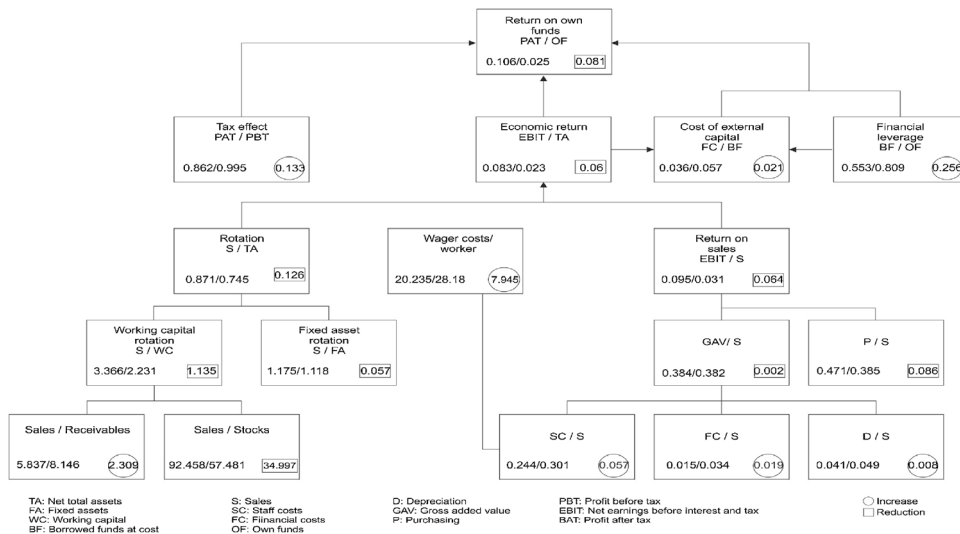 Return on own
funds
PAT / OF
0.106/0.025 0.081
Tax effect
PAT / PBT
0.862/0.995 0.133
Economic return
EBIT / TA
0.083/0.023 0.06
Cost of external
capital
FC / BF
0.036/0.057 0.021
Financial
leverage
BF / OF
0.553/0.809 0.256
Rotation
S / TA
0.871/0.745 0.126
Wager costs/
worker
20.235/28.18 7.945
Return on
sales
EBIT / S
0.095/0.031 0.064
Working capital
rotation
S / WC
3.366/2.231 1.135
Fixed asset
rotation
S / FA
1.175/1.118 0.057
GAV/ S
0.384/0.382 0.002
P / S
0.471/0.385 0.086
Sales / Receivables
5.837/8.146 2.309
Sales / Stocks
92.458/57.481 34.997
SC / S
0.244/0.301 0.057
FC / S
0.015/0.034 0.019
D / S
0.041/0.049 0.008
TA: Net total assets
FA: Fixed assets
WC: Working capital
BF: Borrowed funds at cost
S: Sales
SC: Staff costs
FC: Fiinancial costs
OF: Own funds
D: Depreciation
GAV: Gross added value
P: Purchasing
PBT: Profit before tax
EBIT: Net earnings before interest and tax
BAT: Profit after tax
Increase
Reduction